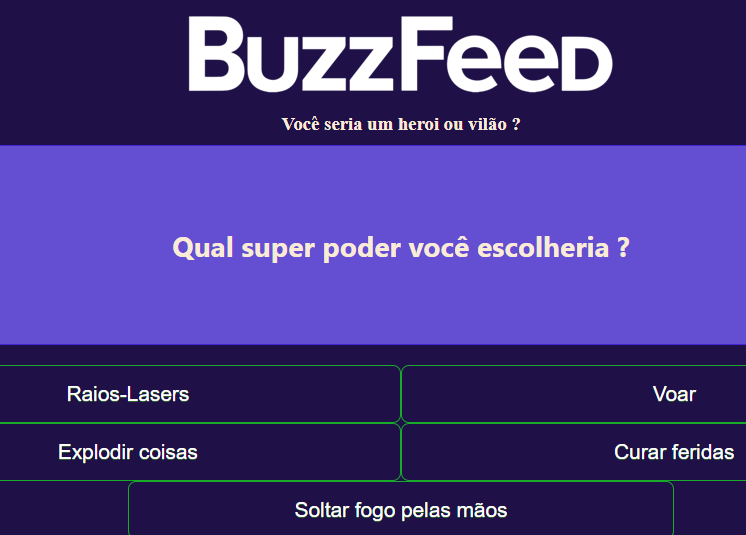 BuzzFeed
Você seria um heroi ou vilão ?
Qual super poder você escolheria ?
Raios-Lasers
Voar
Explodir coisas
Curar feridas
Soltar fogo pelas mãos